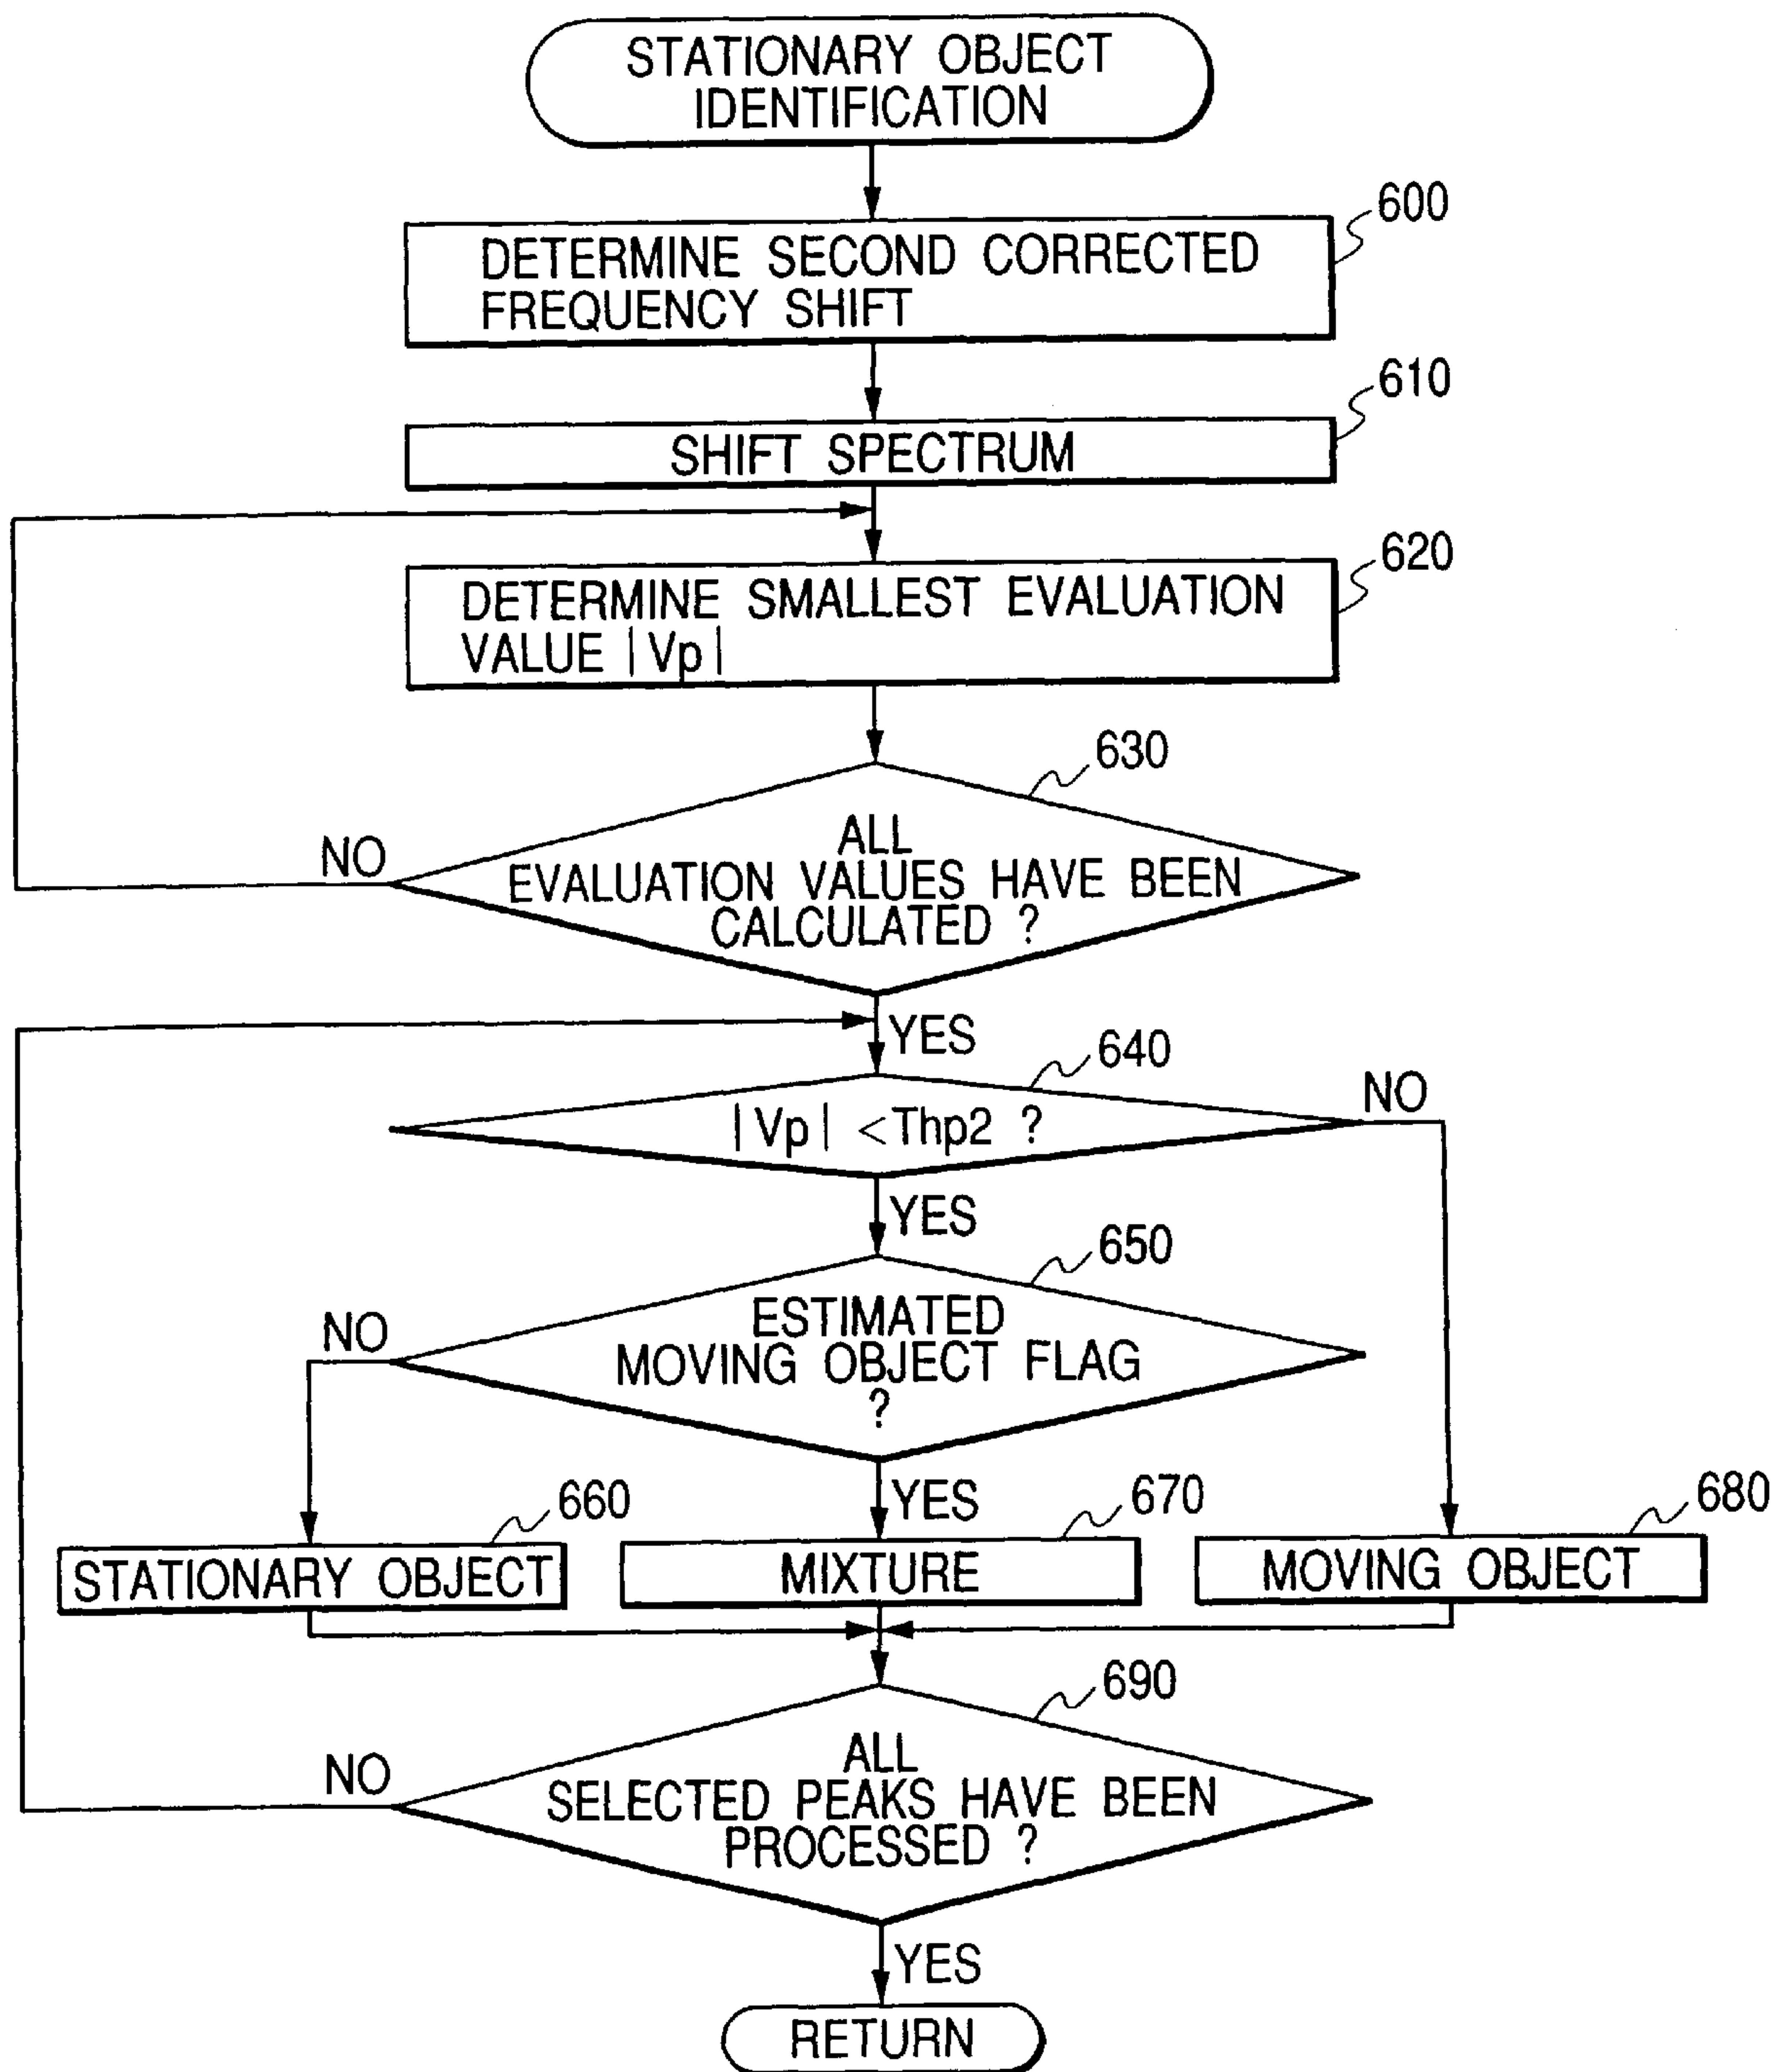 STATIONARY OBJECT
IDENTIFICATION
600
DETERMINE SECOND CORRECTED
FREQUENCY SHIFT
610
SHIFT SPECTRUM
620
DETERMINE SMALLEST EVALUATION
VALUE |Vp|
630
ALL
EVALUATION VALUES HAVE BEEN
CALCULATED ?
NO
YES
640
|Vp| <Thp2 ?
NO
YES
650
ESTIMATED
MOVING OBJECT FLAG
?
NO
YES
660
STATIONARY OBJECT
670
MIXTURE
680
MOVING OBJECT
690
ALL
SELECTED PEAKS HAVE BEEN
PROCESSED ?
NO
YES
RETURN